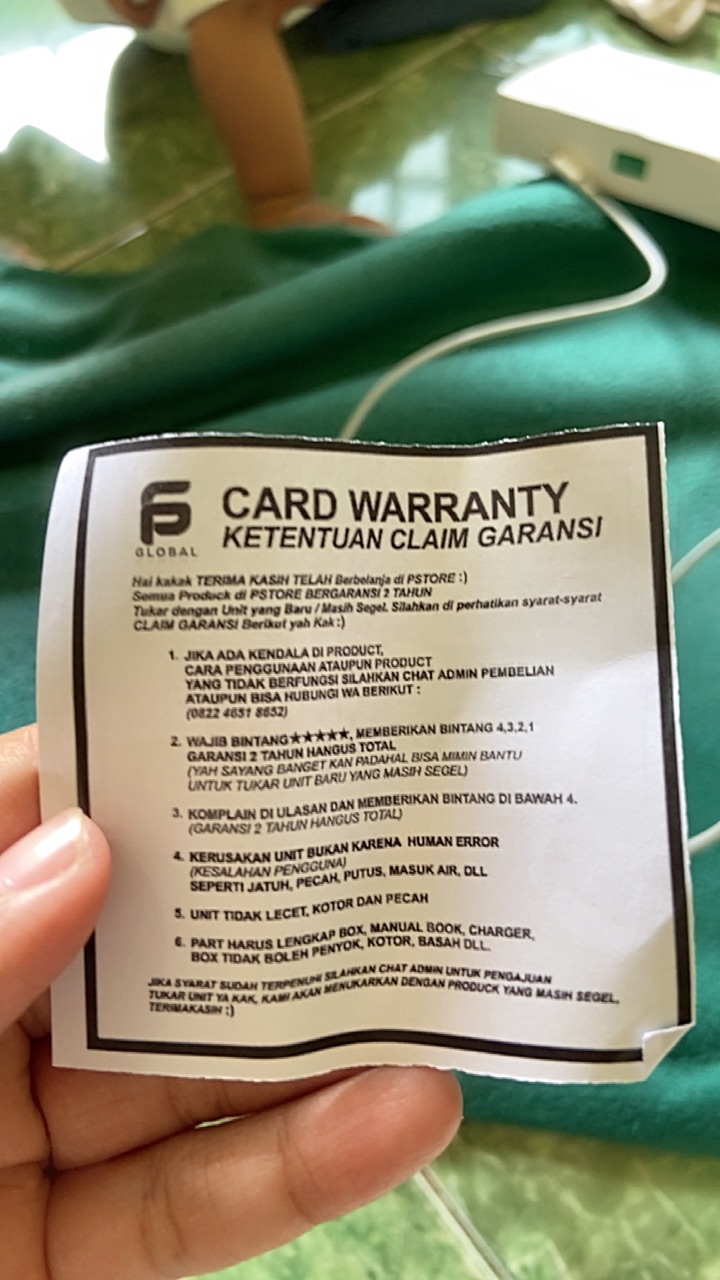 GLOBAL
CARD WARRANTY
KETENTUAN CLAIM GARANSI
Hai kakak TERIMA KASIH TELAH Berbelanja di PSTORE :)
Semua Produck di PSTORE BERGARANSI 2 TAHUN
Tukar dengan Unit yang Baru / Masih Segel. Silahkan di perhatikan syarat-syarat
CLAIM GARANSI Berikut yah Kak:)
1. JIKA ADA KENDALA DI PRODUCT,
CARA PENGGUNAAN ATAUPUN PRODUCT
YANG TIDAK BERFUNGSI SILAHKAN CHAT ADMIN PEMBELIAN
ATAUPUN BISA HUBUNGI WA BERIKUT :
(0822 4651 8652)
2. WAJIB BINTANG★★★★★, MEMBERIKAN BINTANG 4,3,2,1
GARANSI 2 TAHUN HANGUS TOTAL
(YAH SAYANG BANGET KAN PADAHAL BISA MIMIN BANTU
UNTUK TUKAR UNIT BARU YANG MASIH SEGEL)
3. KOMPLAIN DI ULASAN DAN MEMBERIKAN BINTANG DI BAWAH 4.
(GARANSI 2 TAHUN HANGUS TOTAL)
4. KERUSAKAN UNIT BUKAN KARENA HUMAN ERROR
(KESALAHAN PENGGUNA)
SEPERTI JATUH, PECAH, PUTUS, MASUK AIR, DLL
5. UNIT TIDAK LECET, KOTOR DAN PECAH
6. PART HARUS LENGKAP BOX, MANUAL BOOK, CHARGER,
BOX TIDAK BOLEH PENYOK, KOTOR, BASAH DLL.
JIKA SYARAT SUDAH TERPENUHI SILAHKAN CHAT ADMIN UNTUK PENGAJUAN
TUKAR UNIT YA KAK, KAMI AKAN MENUKARKAN DENGAN PRODUCK YANG MASIH SEGEL,
TERIMAKASIH :)